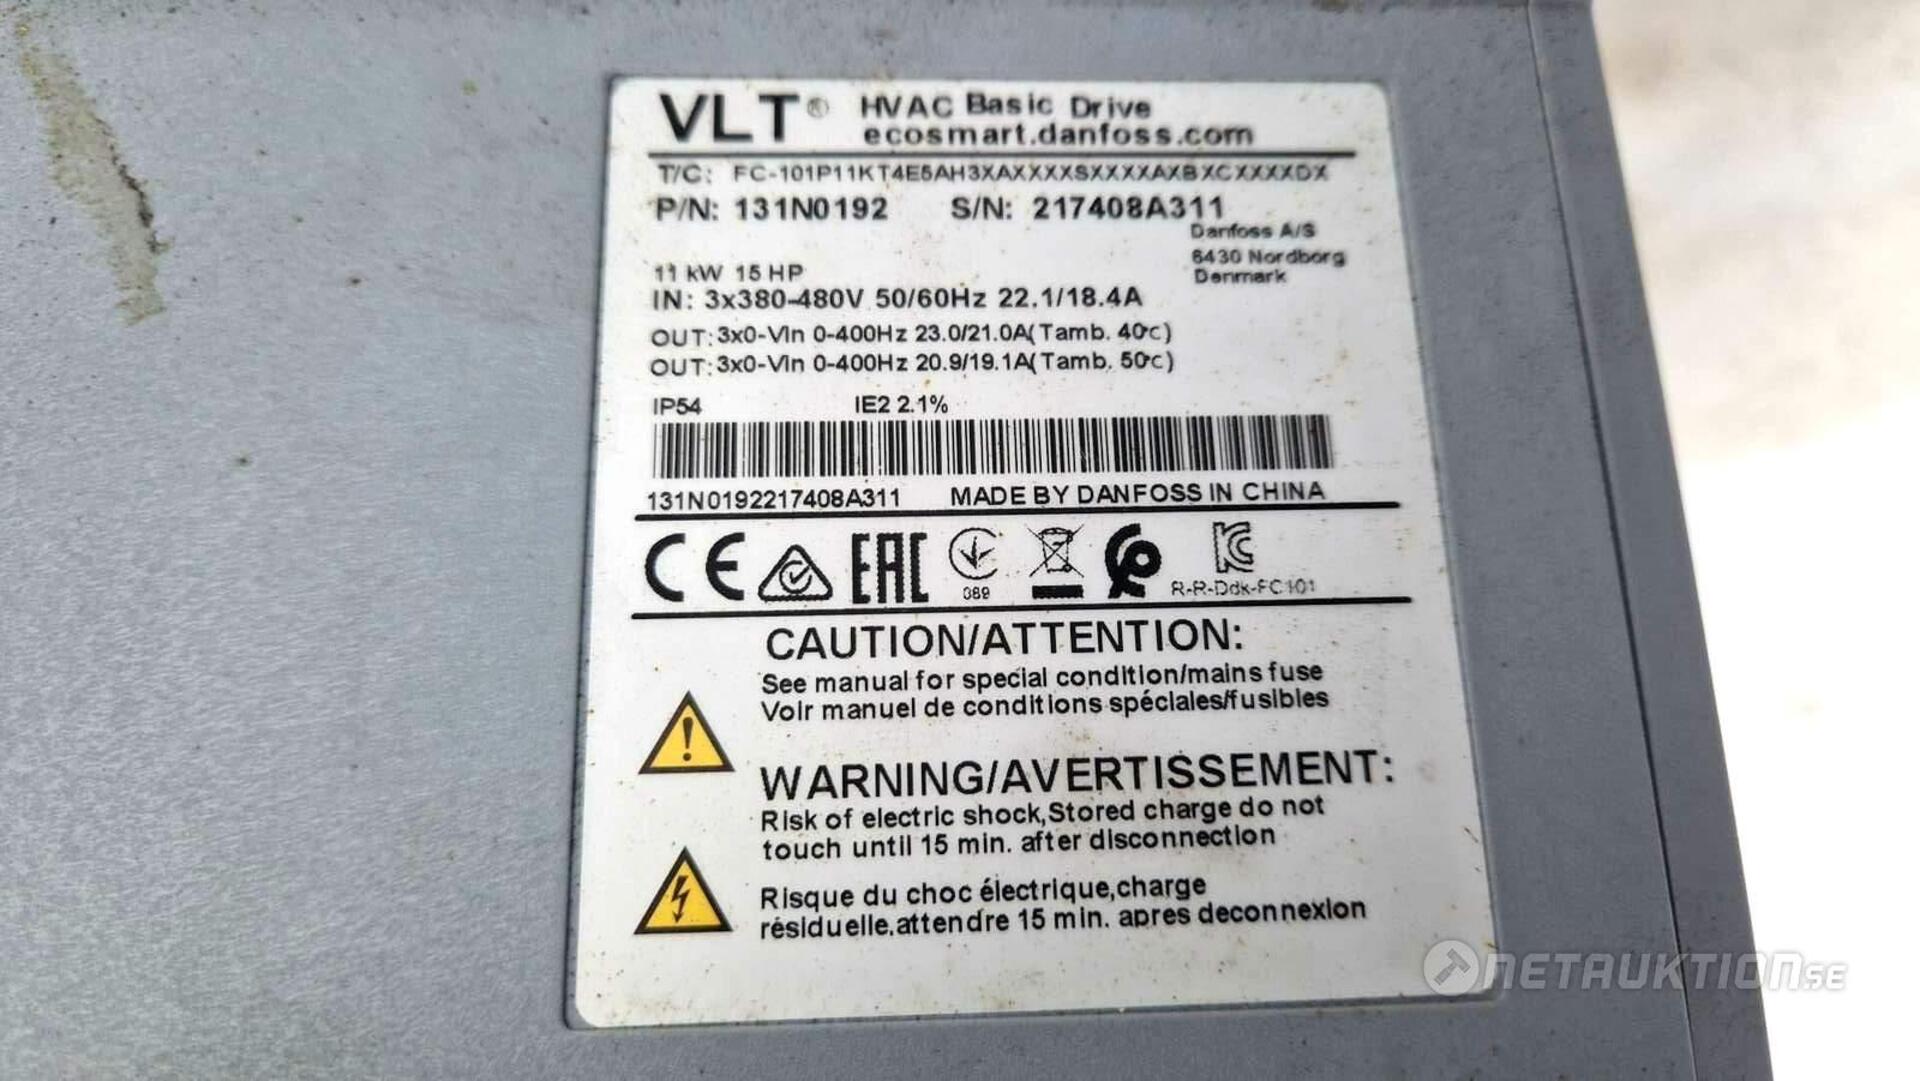 VLT® HVAC Basic Drive
ecosmart.danfoss.com
T/C: FC-101P11KT4E5AH3XAXXXXSXXXXAXBXCXXXXDX
P/N: 131N0192 S/N: 217408A311
Danfoss A/S
6430 Nordborg
Denmark
11 kW 15 HP
IN: 3x380-480V 50/60Hz 22.1/18.4A
OUT: 3x0-Vin 0-400Hz 23.0/21.0A(Tamb. 40°C)
OUT: 3x0-Vin 0-400Hz 20.9/19.1A(Tamb. 50°C)
IP54 IE2 2.1%
131N0192217408A311 MADE BY DANFOSS IN CHINA
CE EAC
089
R-R-Ddk-FC101
CAUTION/ATTENTION:
See manual for special condition/mains fuse
Voir manuel de conditions spéciales/fusibles
WARNING/AVERTISSEMENT:
Risk of electric shock,Stored charge do not
touch until 15 min. after disconnection
Risque du choc électrique,charge
résiduelle,attendre 15 min. apres deconnexion
NETAUKTION.SE